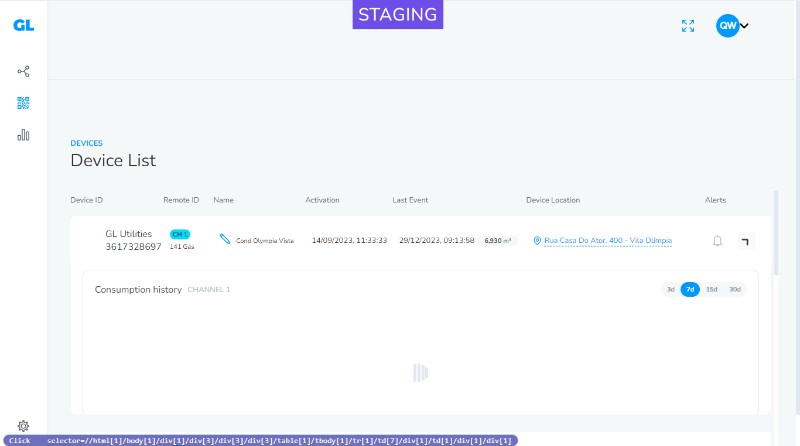 STAGING
GL
QW
DEVICES
Device List
Device ID Remote ID Name Activation Last Event Device Location Alerts
GL Utilities
3617328697
CH 1
141 Gás
Cond Olympia Vista
14/09/2023, 11:33:33
29/12/2023, 09:13:58
6,930 m³
Rua Casa Do Ator, 400 - Vila Olímpia
Consumption history CHANNEL 1
3d 7d 15d 30d
Click selector=//html[1]/body[1]/div[1]/div[3]/div[3]/div[3]/table[1]/tbody[1]/tr[1]/td[7]/div[1]/td[1]/div[1]/div[1]